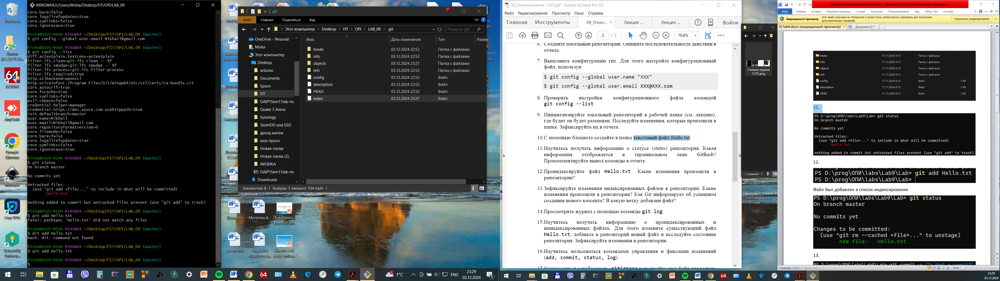 MINGW64:/c/Users/Misha/Desktop/FIT/OPI/LAB_09
core.bare=false
core.logallrefupdates=true
core.symlinks=false
core.ignorecase=true
Misha@ASUS-MIHA MINGW64 ~/Desktop/FIT/OPI/LAB_09 (master)
$ git config --global user.email Mikhail@gmail.com
Misha@ASUS-MIHA MINGW64 ~/Desktop/FIT/OPI/LAB_09 (master)
$ git config --list
diff.astextplain.textconv=astextplain
filter.lfs.clean=git-lfs clean -- %f
filter.lfs.smudge=git-lfs smudge -- %f
filter.lfs.process=git-lfs filter-process
filter.lfs.required=true
http.sslbackend=openssl
http.sslcainfo=C:/Program Files/Git/mingw64/etc/ssl/certs/ca-bundle.crt
core.autocrlf=true
core.fscache=true
core.symlinks=false
pull.rebase=false
credential.helper=manager
credential.https://dev.azure.com.usehttppath=true
init.defaultbranch=master
user.name=Mikhail
user.email=Mikhail@gmail.com
core.repositoryformatversion=0
core.filemode=false
core.bare=false
core.logallrefupdates=true
core.symlinks=false
core.ignorecase=true
Misha@ASUS-MIHA MINGW64 ~/Desktop/FIT/OPI/LAB_09 (master)
$ git status
On branch master
No commits yet
Untracked files:
(use "git add <file>..." to include in what will be committed)
Hello.txt
nothing added to commit but untracked files present (use "git add" to track)
Misha@ASUS-MIHA MINGW64 ~/Desktop/FIT/OPI/LAB_09 (master)
$ git add Hello.txt
fatal: pathspec 'Hello.txt' did not match any files
Misha@ASUS-MIHA MINGW64 ~/Desktop/FIT/OPI/LAB_09 (master)
$ dit add Hello.txt
bash: dit: command not found
Misha@ASUS-MIHA MINGW64 ~/Desktop/FIT/OPI/LAB_09 (master)
$ git add Hello.txt
Misha@ASUS-MIHA MINGW64 ~/Desktop/FIT/OPI/LAB_09 (master)
$
Корзина
Photos
(ALEXEYHO...
AIDA64
AnyDesk
Google
Chrome
Inkscape
Пор VPN
Kaspersky
Passwor...
.git
Файл Главная Поделиться Вид
Этот компьютер Desktop FIT OPI LAB_09 .git
Поиск в: .git
OneDrive - Personal
Misha
Этот компьютер
Desktop
arduino
Documents
Epson
FIT
OAIP1Sem11lab-ma
Quake 3 Arena
Synology
TestHDD and SSD
дрозд матем
мои проги
Новая папка
Новая папка (2)
ФИЗИКА
OAIP1Sem11lab-ma
Downloads
Имя Дата изменения Тип Разме
hooks 03.12.2024 22:52 Папка с файлами
info 03.12.2024 22:52 Папка с файлами
objects 03.12.2024 23:27 Папка с файлами
refs 03.12.2024 22:52 Папка с файлами
config 03.12.2024 22:52 Файл
description 03.12.2024 22:52 Файл
HEAD 03.12.2024 22:52 Файл
index 03.12.2024 23:27 Файл
Элементов: 8 Выбран 1 элемент: 104 байт
Дар.docx
Металлы.d...
Поверхнос...
аппарат кл...
англ.docx
Видимое
годичное д...
Животный
мир Белов...
1°C
ENG
23:29
03.12.2024
09_Ознокомление с GIT.pdf - Adobe Acrobat Pro DC
Файл Редактирование Просмотр Окно Справка
Главная Инструменты 09_Озно... Лекция ... Лекция ... Войти
2 / 3 76,6%
6. Создайте локальный репозиторий. Опишите последовательность действий в
отчете.
7. Выполните конфигурацию гит. Для этого настройте конфигурационный
файл, используя:
$ git config --global user.name "XXX"
$ git config --global user.email XXX@XXX.com
8. Проверить настройки конфигурационного файла командой
git config --list
9. Инициализируйте локальный репозиторий в рабочей папке (см. лекцию),
где будет он будет размещен. Исследуйте изменения, которые произошли в
папке. Зафиксируйте их в отчете.
10.С помощью блокнота создайте в папке текстовый файл Hello.txt.
11.Научитесь получать информацию о статусе (status) репозитория. Какая
информация отображается в терминальном окне GitBash?
Прокомментируйте вывод команды в отчете.
12.Проиндексируйте файл Hello.txt Какие изменения произошли в
репозитории?
13.Зафиксируйте изменения индексированных файлов в репозитории. Какие
изменения произошли в репозитории? Как Git информирует об успешном
создании нового коммита? В какую ветку добавлен файл?
14.Просмотрите журнал с помощью команды git log
15.Научитесь получать информацию о проиндексированных и
неиндексированных файлах. Для этого измените существующий файл
Hello.txt, добавьте в репозиторий новый файл и исследуйте состояние
репозитория. Зафиксируйте изменения в репозитории.
16.Научитесь пользоваться командами управления и фиксации изменений
(add, commit, status, log).
Снимок экрана
(137).png
1 элемент
lab9.docx (защищенный просмотр) - Microsoft Word (Сбой активации продукта)
Файл Главная Вставка Разметка страницы Ссылки Рассылки Рецензирование Вид Office Tab Acrobat
Защищенный просмотр Этот файл загружен из Интернета и может быть небезопасен. Щелкните для получения
дополнительных сведений.
Разрешить редактирование
lab9.docx (защищенный просмотр) Документ2 *
hooks 11.11.2024 0:13 Папка с файлами
info 11.11.2024 0:13 Папка с файлами
objects 11.11.2024 0:13 Папка с файлами
refs 11.11.2024 0:13 Папка с файлами
config 11.11.2024 0:13 Файл 1 КБ
description 11.11.2024 0:13 Файл 1 КБ
HEAD 11.11.2024 0:13 Файл 1 КБ
11.
PS D:\prog\ОПИ\labs\Lab9\Lab> git status
On branch master
No commits yet
Untracked files:
(use "git add <file>..." to include in what will be committed)
Hello.txt
nothing added to commit but untracked files present (use "git add" to track)
12.
PS D:\prog\ОПИ\labs\Lab9\Lab> git add Hello.txt
PS D:\prog\ОПИ\labs\Lab9\Lab>
Файл был добавлен в список индексирования
PS D:\prog\ОПИ\labs\Lab9\Lab> git status
On branch master
No commits yet
Changes to be committed:
(use "git rm --cached <file>..." to unstage)
new file: Hello.txt
13.
Страница: 2 из 5 Число слов: 1 100%
23:29
03.12.2024